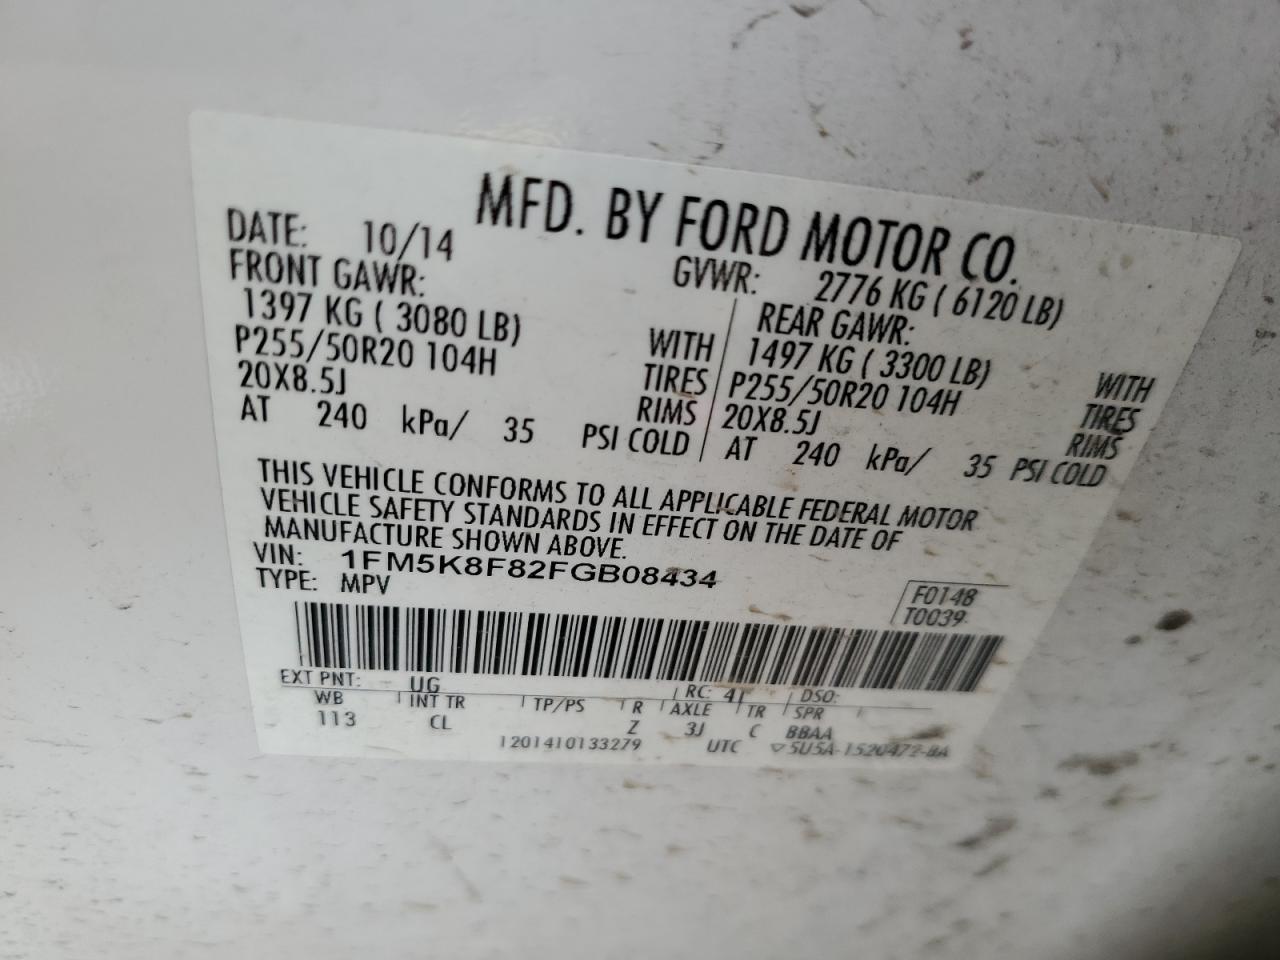 MFD. BY FORD MOTOR CO.
DATE: 10/14 GVWR: 2776 KG ( 6120 LB)
FRONT GAWR: REAR GAWR:
1397 KG ( 3080 LB) WITH 1497 KG ( 3300 LB) WITH
P255/50R20 104H TIRES P255/50R20 104H TIRES
20X8.5J RIMS 20X8.5J RIMS
AT 240 kPa/ 35 PSI COLD AT 240 kPa/ 35 PSI COLD
THIS VEHICLE CONFORMS TO ALL APPLICABLE FEDERAL MOTOR
VEHICLE SAFETY STANDARDS IN EFFECT ON THE DATE OF
MANUFACTURE SHOWN ABOVE.
VIN: 1FM5K8F82FGB08434
TYPE: MPV F0148
T0039
EXT PNT: UG RC: 41 DSO:
WB INT TR TP/PS R AXLE TR SPR
113 CL Z 3J C BBAA
1201410133279 UTC ▽5U5A-1520472-BA